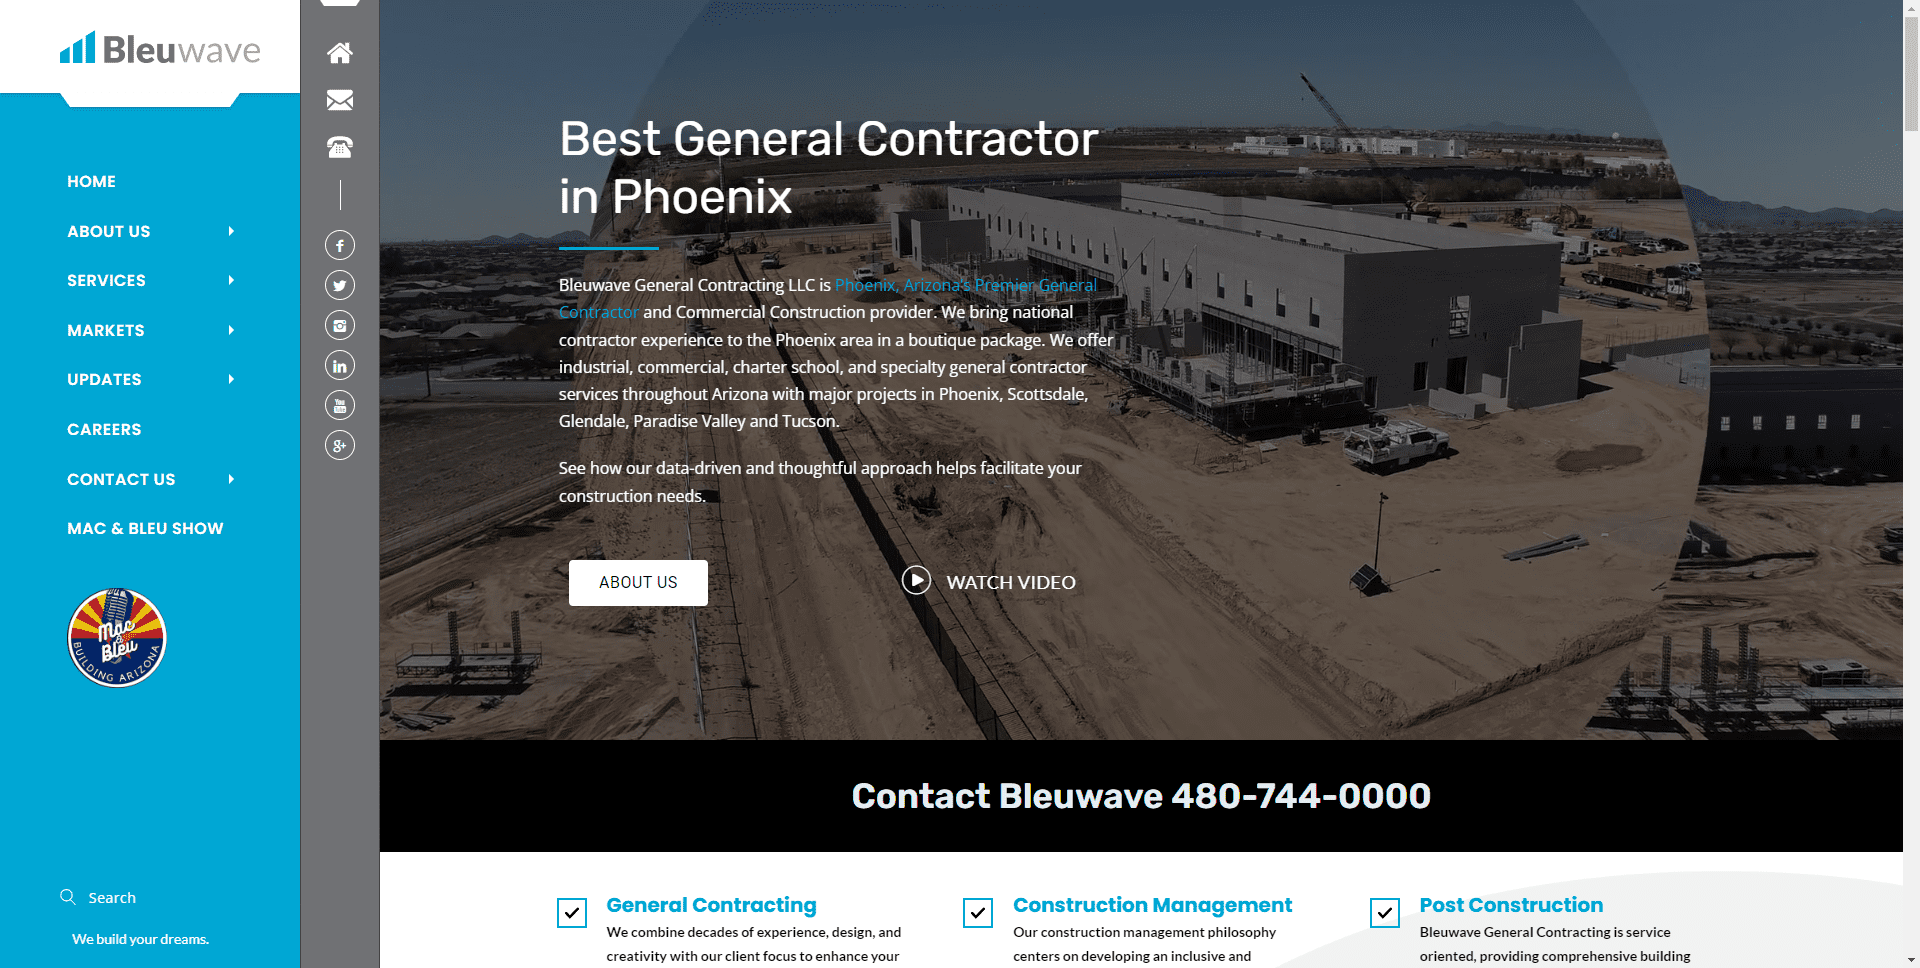 Bleuwave
HOME
ABOUT US
SERVICES
MARKETS
UPDATES
CAREERS
CONTACT US
MAC & BLEU SHOW
Mac
&
Bleu
BUILDING ARIZONA
Search
We build your dreams.
f
in
You
Tube
g+
Best General Contractor
in Phoenix
Bleuwave General Contracting LLC is Phoenix, Arizona's Premier General
Contractor and Commercial Construction provider. We bring national
contractor experience to the Phoenix area in a boutique package. We offer
industrial, commercial, charter school, and specialty general contractor
services throughout Arizona with major projects in Phoenix, Scottsdale,
Glendale, Paradise Valley and Tucson.
See how our data-driven and thoughtful approach helps facilitate your
construction needs.
ABOUT US
WATCH VIDEO
Contact Bleuwave 480-744-0000
General Contracting
We combine decades of experience, design, and
creativity with our client focus to enhance your
Construction Management
Our construction management philosophy
centers on developing an inclusive and
Post Construction
Bleuwave General Contracting is service
oriented, providing comprehensive building